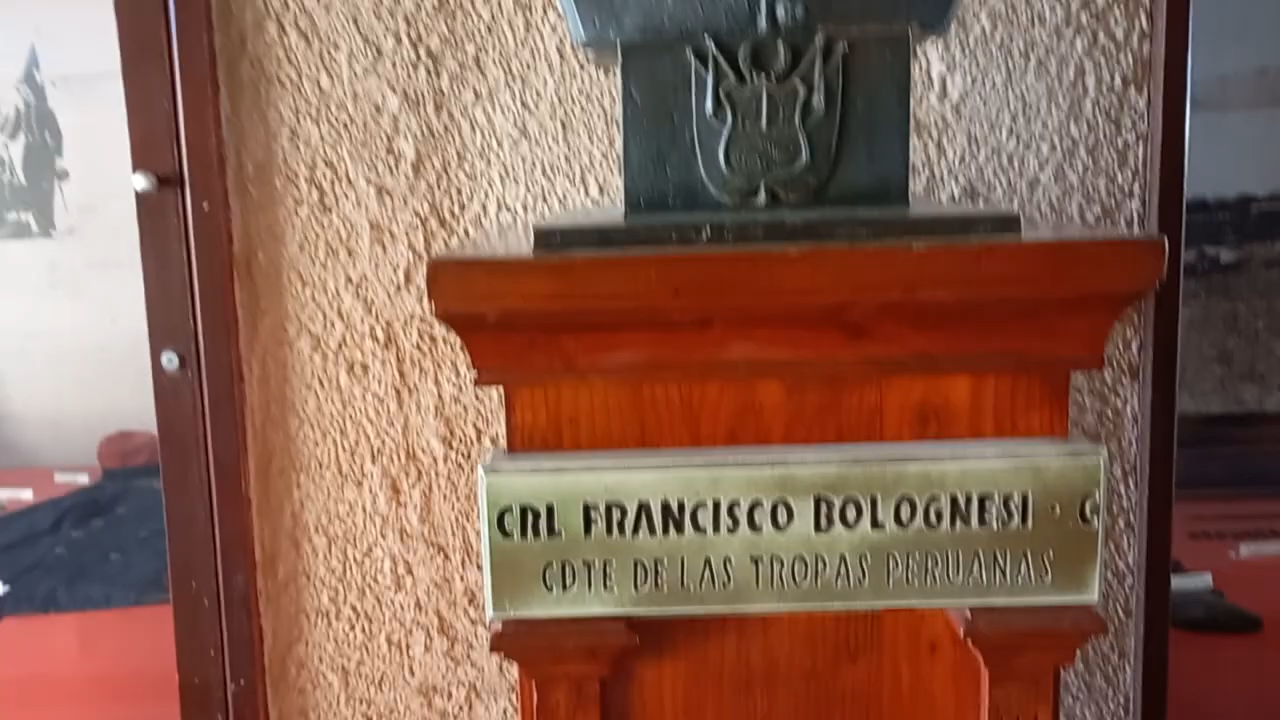 CRL FRANCISCO BOLOGNESI · C
CDTE DE LAS TROPAS PERUANAS